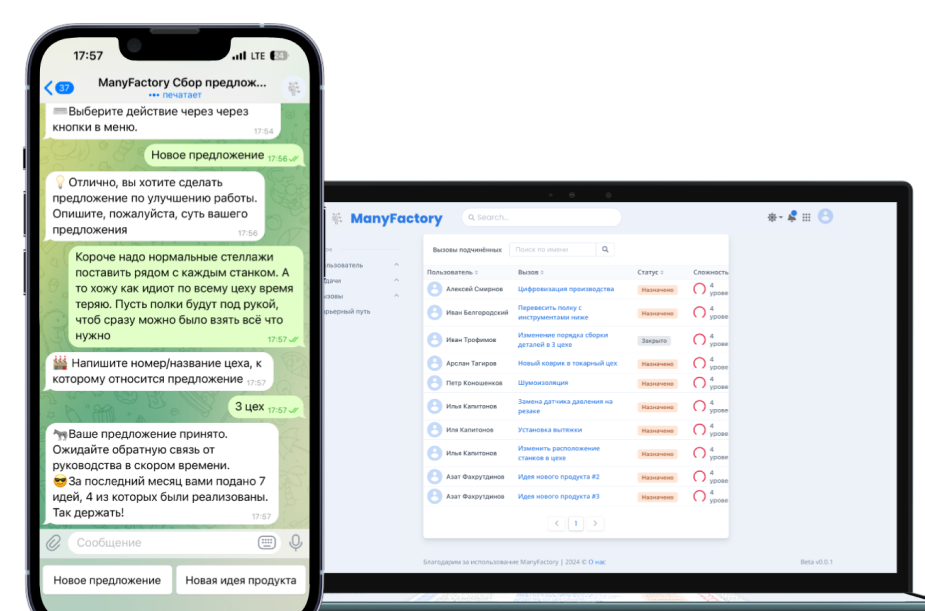 17:57
LTE 24
37
ManyFactory Сбор предлож...
••• печатает
Выберите действие через через
кнопки в меню.
17:54
Новое предложение 17:56
Отлично, вы хотите сделать
предложение по улучшению работы.
Опишите, пожалуйста, суть вашего
предложения
17:56
Короче надо нормальные стеллажи
поставить рядом с каждым станком. А
то хожу как идиот по всему цеху время
теряю. Пусть полки будут под рукой,
чтоб сразу можно было взять всё что
нужно
17:57
Напишите номер/название цеха, к
которому относится предложение 17:57
3 цех 17:57
Ваше предложение принято.
Ожидайте обратную связь от
руководства в скором времени.
За последний месяц вами подано 7
идей, 4 из которых были реализованы.
Так держать!
17:57
Сообщение
Новое предложение
Новая идея продукта
ManyFactory
Search...
Вызовы подчинённых
Поиск по имени
Пользователь
Вызов
Статус
Сложность
Алексей Смирнов
Цифровизация производства
Назначено
4
урове
Иван Белгородский
Перевесить полку с
инструментами ниже
Назначено
4
урове
Иван Трофимов
Изменение порядка сборки
деталей в 3 цехе
Закрыто
4
урове
Арслан Тагиров
Новый коврик в токарный цех
Назначено
4
урове
Петр Коношенков
Шумоизоляция
Назначено
4
урове
Илья Капитонов
Замена датчика давления на
резаке
Назначено
4
урове
Иля Капитонов
Установка вытяжки
Назначено
4
урове
Илья Капитонов
Изменить расположение
станков в цехе
Назначено
4
урове
Азат Фахрутдинов
Идея нового продукта #2
Назначено
4
урове
Азат Фахрутдинов
Идея нового продукта #3
Назначено
4
урове
< 1 >
Благодарем за использование ManyFactory | 2024 © О нас
Beta v0.0.1